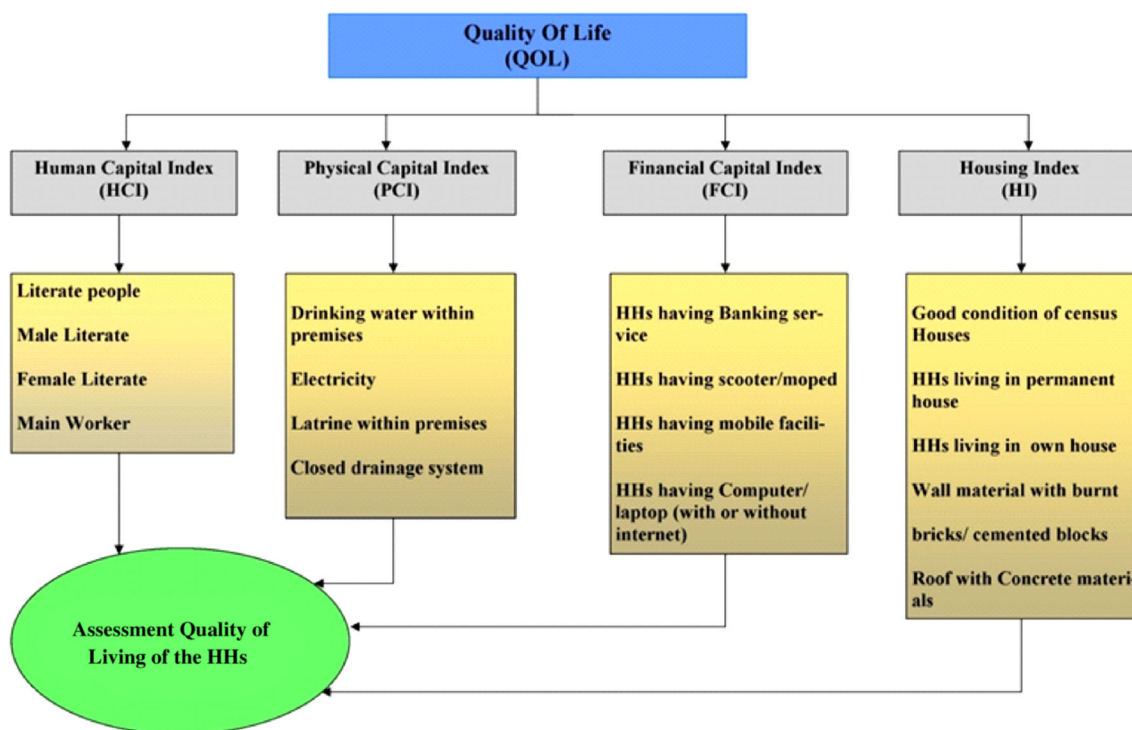 Quality Of Life
(QOL)
Human Capital Index
(HCI)
Physical Capital Index
(PCI)
Financial Capital Index
(FCI)
Housing Index
(HI)
Literate people
Male Literate
Female Literate
Main Worker
Drinking water within
premises
Electricity
Latrine within premises
Closed drainage system
HHs having Banking ser-
vice
HHs having scooter/moped
HHs having mobile facili-
ties
HHs having Computer/
laptop (with or without
internet)
Good condition of census
Houses
HHs living in permanent
house
HHs living in own house
Wall material with burnt
bricks/ cemented blocks
Roof with Concrete materi-
als
Assessment Quality of
Living of the HHs